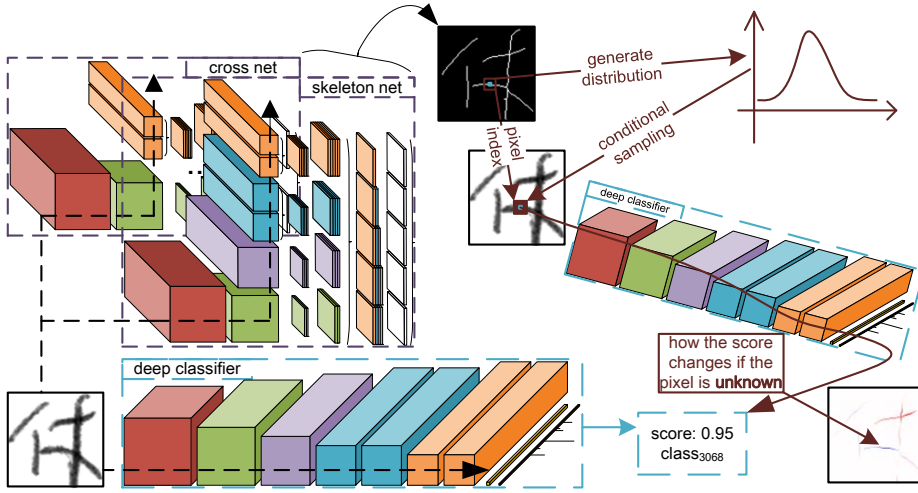 cross net
skeleton net
generate
distribution
pixel
index
conditional
sampling
deep classifier
how the score
changes if the
pixel is unknown
deep classifier
score: 0.95
class3068